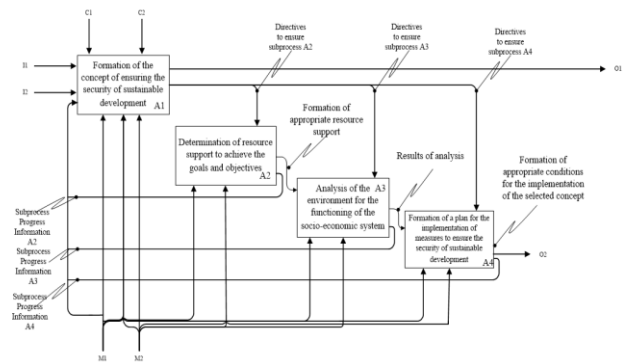 C1
C2
Directives
to ensure
subprocess A2
Directives
to ensure
subprocess A3
Directives
to ensure
subprocess A4
I1
I2
Formation of the
concept of ensuring the
security of sustainable
development A1
O1
Formation of
appropriate resource
support
Determination of resource
support to achieve the
goals and objectives
A2
Results of analysis
Formation of
appropriate conditions
for the implementation
of the selected concept
Analysis of the A3
environment for the
functioning of the
socio-economic system
Subprocess
Progress
Information
A2
Formation of a plan for the
implementation of
measures to ensure the
security of sustainable
development
A4
O2
Subprocess
Progress
Information
A3
Subprocess
Progress
Information
A4
M1
M2